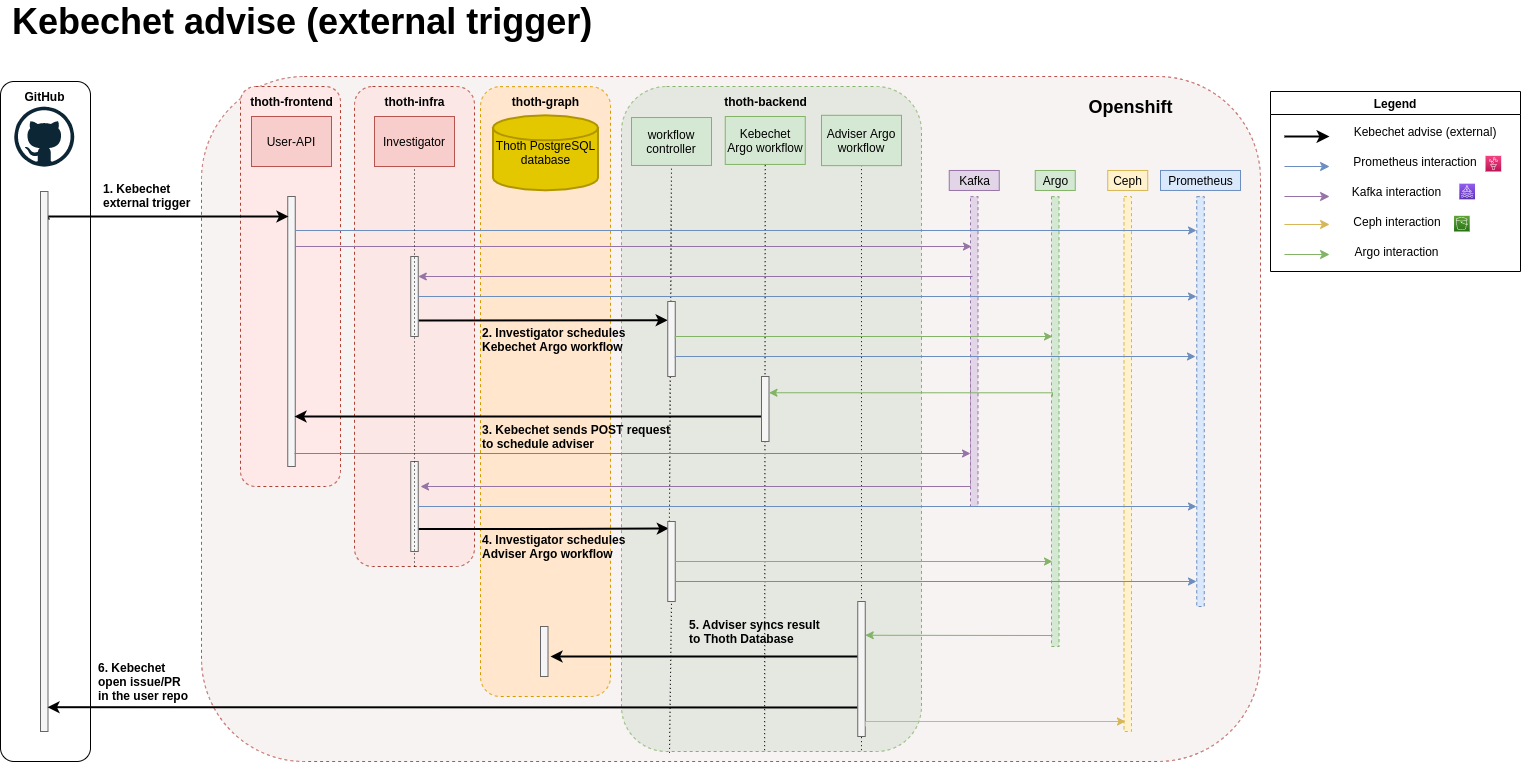 Kebechet advise (external trigger)
GitHub
thoth-frontend
User-API
thoth-infra
Investigator
thoth-graph
Thoth PostgreSQL
database
thoth-backend
workflow
controller
Kebechet
Argo workflow
Adviser Argo
workflow
Openshift
Kafka
Argo
Ceph
Prometheus
Legend
Kebechet advise (external)
Prometheus interaction
Kafka interaction
Ceph interaction
Argo interaction
1. Kebechet
external trigger
2. Investigator schedules
Kebechet Argo workflow
3. Kebechet sends POST request
to schedule adviser
4. Investigator schedules
Adviser Argo workflow
5. Adviser syncs result
to Thoth Database
6. Kebechet
open issue/PR
in the user repo